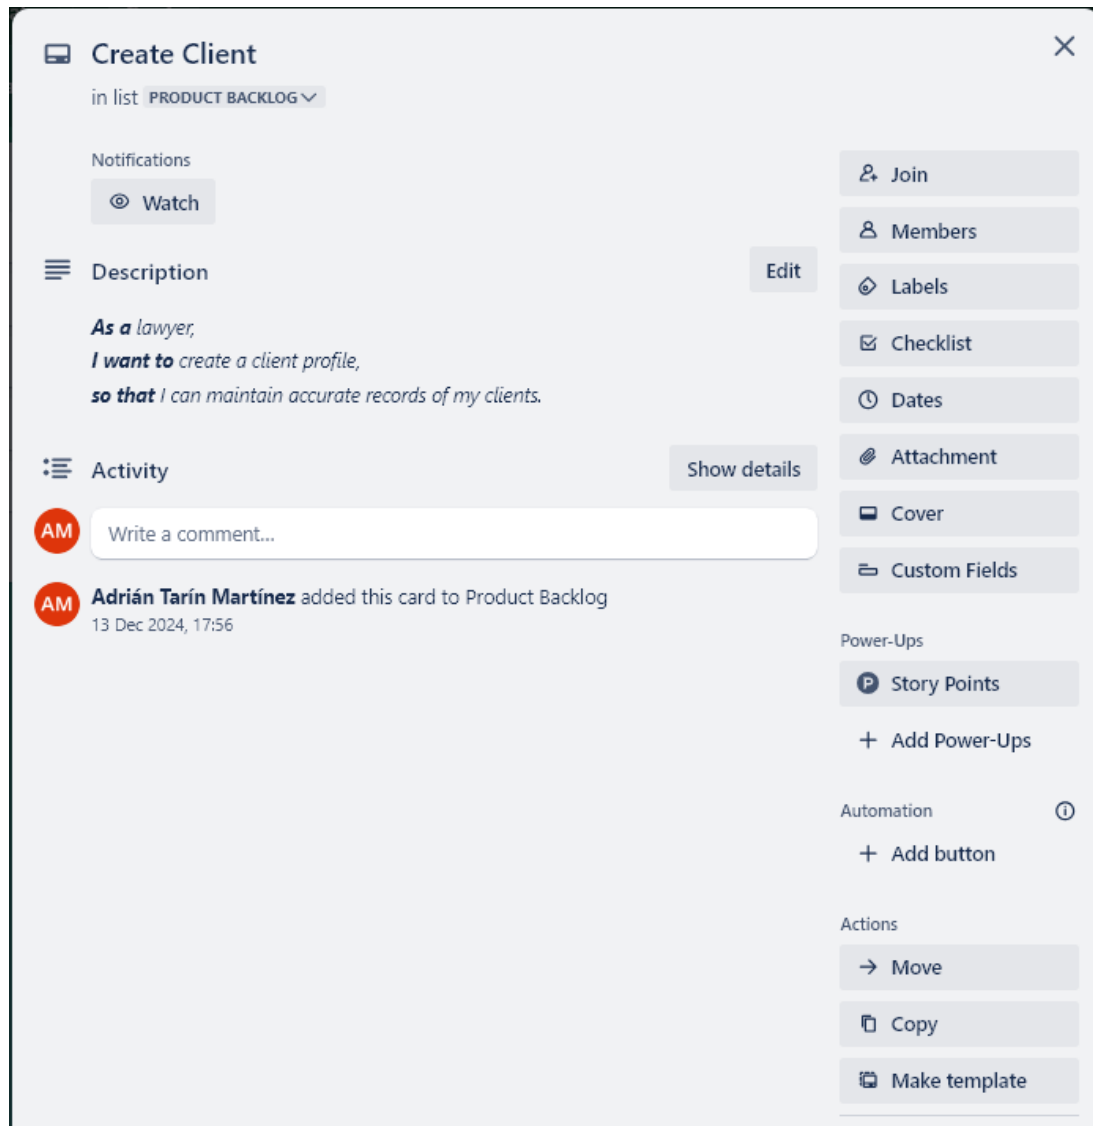 Create Client
in list PRODUCT BACKLOG
Notifications
Watch
Description
Edit
As a lawyer,
I want to create a client profile,
so that I can maintain accurate records of my clients.
Activity
Show details
AM
Write a comment...
AM
Adrián Tarín Martínez added this card to Product Backlog
13 Dec 2024, 17:56
Join
Members
Labels
Checklist
Dates
Attachment
Cover
Custom Fields
Power-Ups
P
Story Points
+ Add Power-Ups
Automation
+ Add button
Actions
Move
Copy
Make template